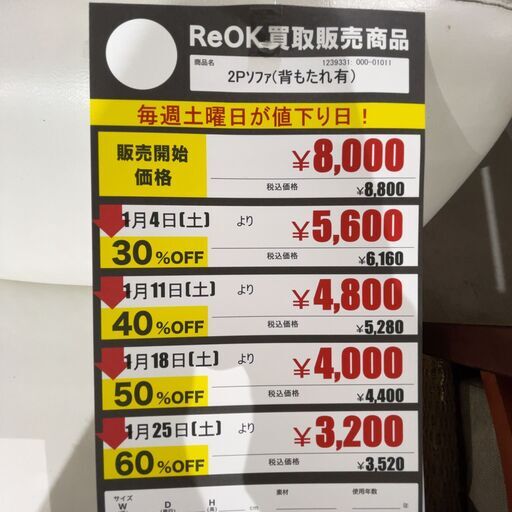 ReOK買取販売商品
商品名
1239331: 000-01011
2Pソファ(背もたれ有)
毎週土曜日が値下り日!
販売開始
価格
¥8,000
税込価格 ¥8,800
1月4日(土) より ¥5,600
30%OFF 税込価格 ¥6,160
1月11日(土) より ¥4,800
40%OFF 税込価格 ¥5,280
1月18日(土) より ¥4,000
50%OFF 税込価格 ¥4,400
1月25日(土) より ¥3,200
60%OFF 税込価格 ¥3,520
サイズ 素材 使用年数
W D H cm 年